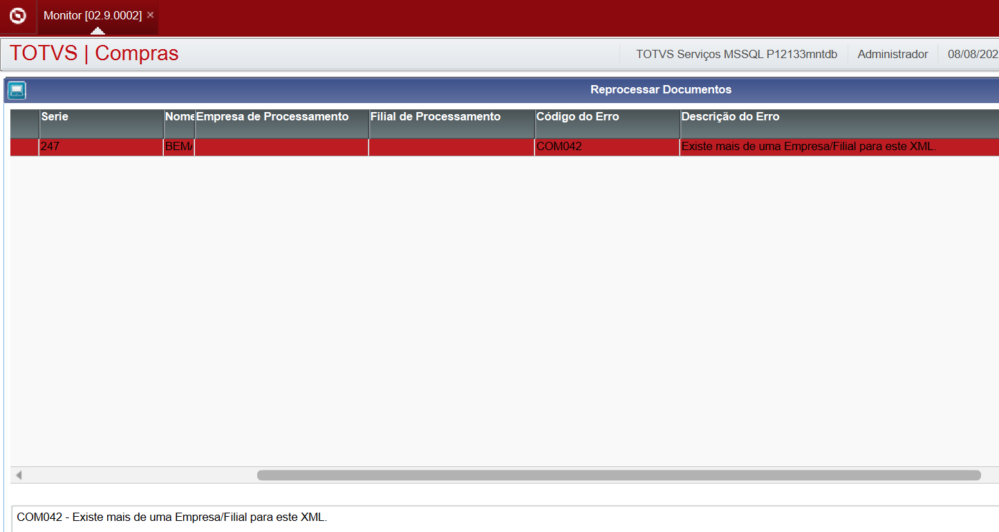 Monitor [02.9.0002] ×
TOTVS | Compras
TOTVS Serviços MSSQL P12133mntdb
Administrador
08/08/202
Reprocessar Documentos
Serie
Nome
Empresa de Processamento
Filial de Processamento
Código do Erro
Descrição do Erro
247
BEMA
COM042
Existe mais de uma Empresa/Filial para este XML.
COM042 - Existe mais de uma Empresa/Filial para este XML.